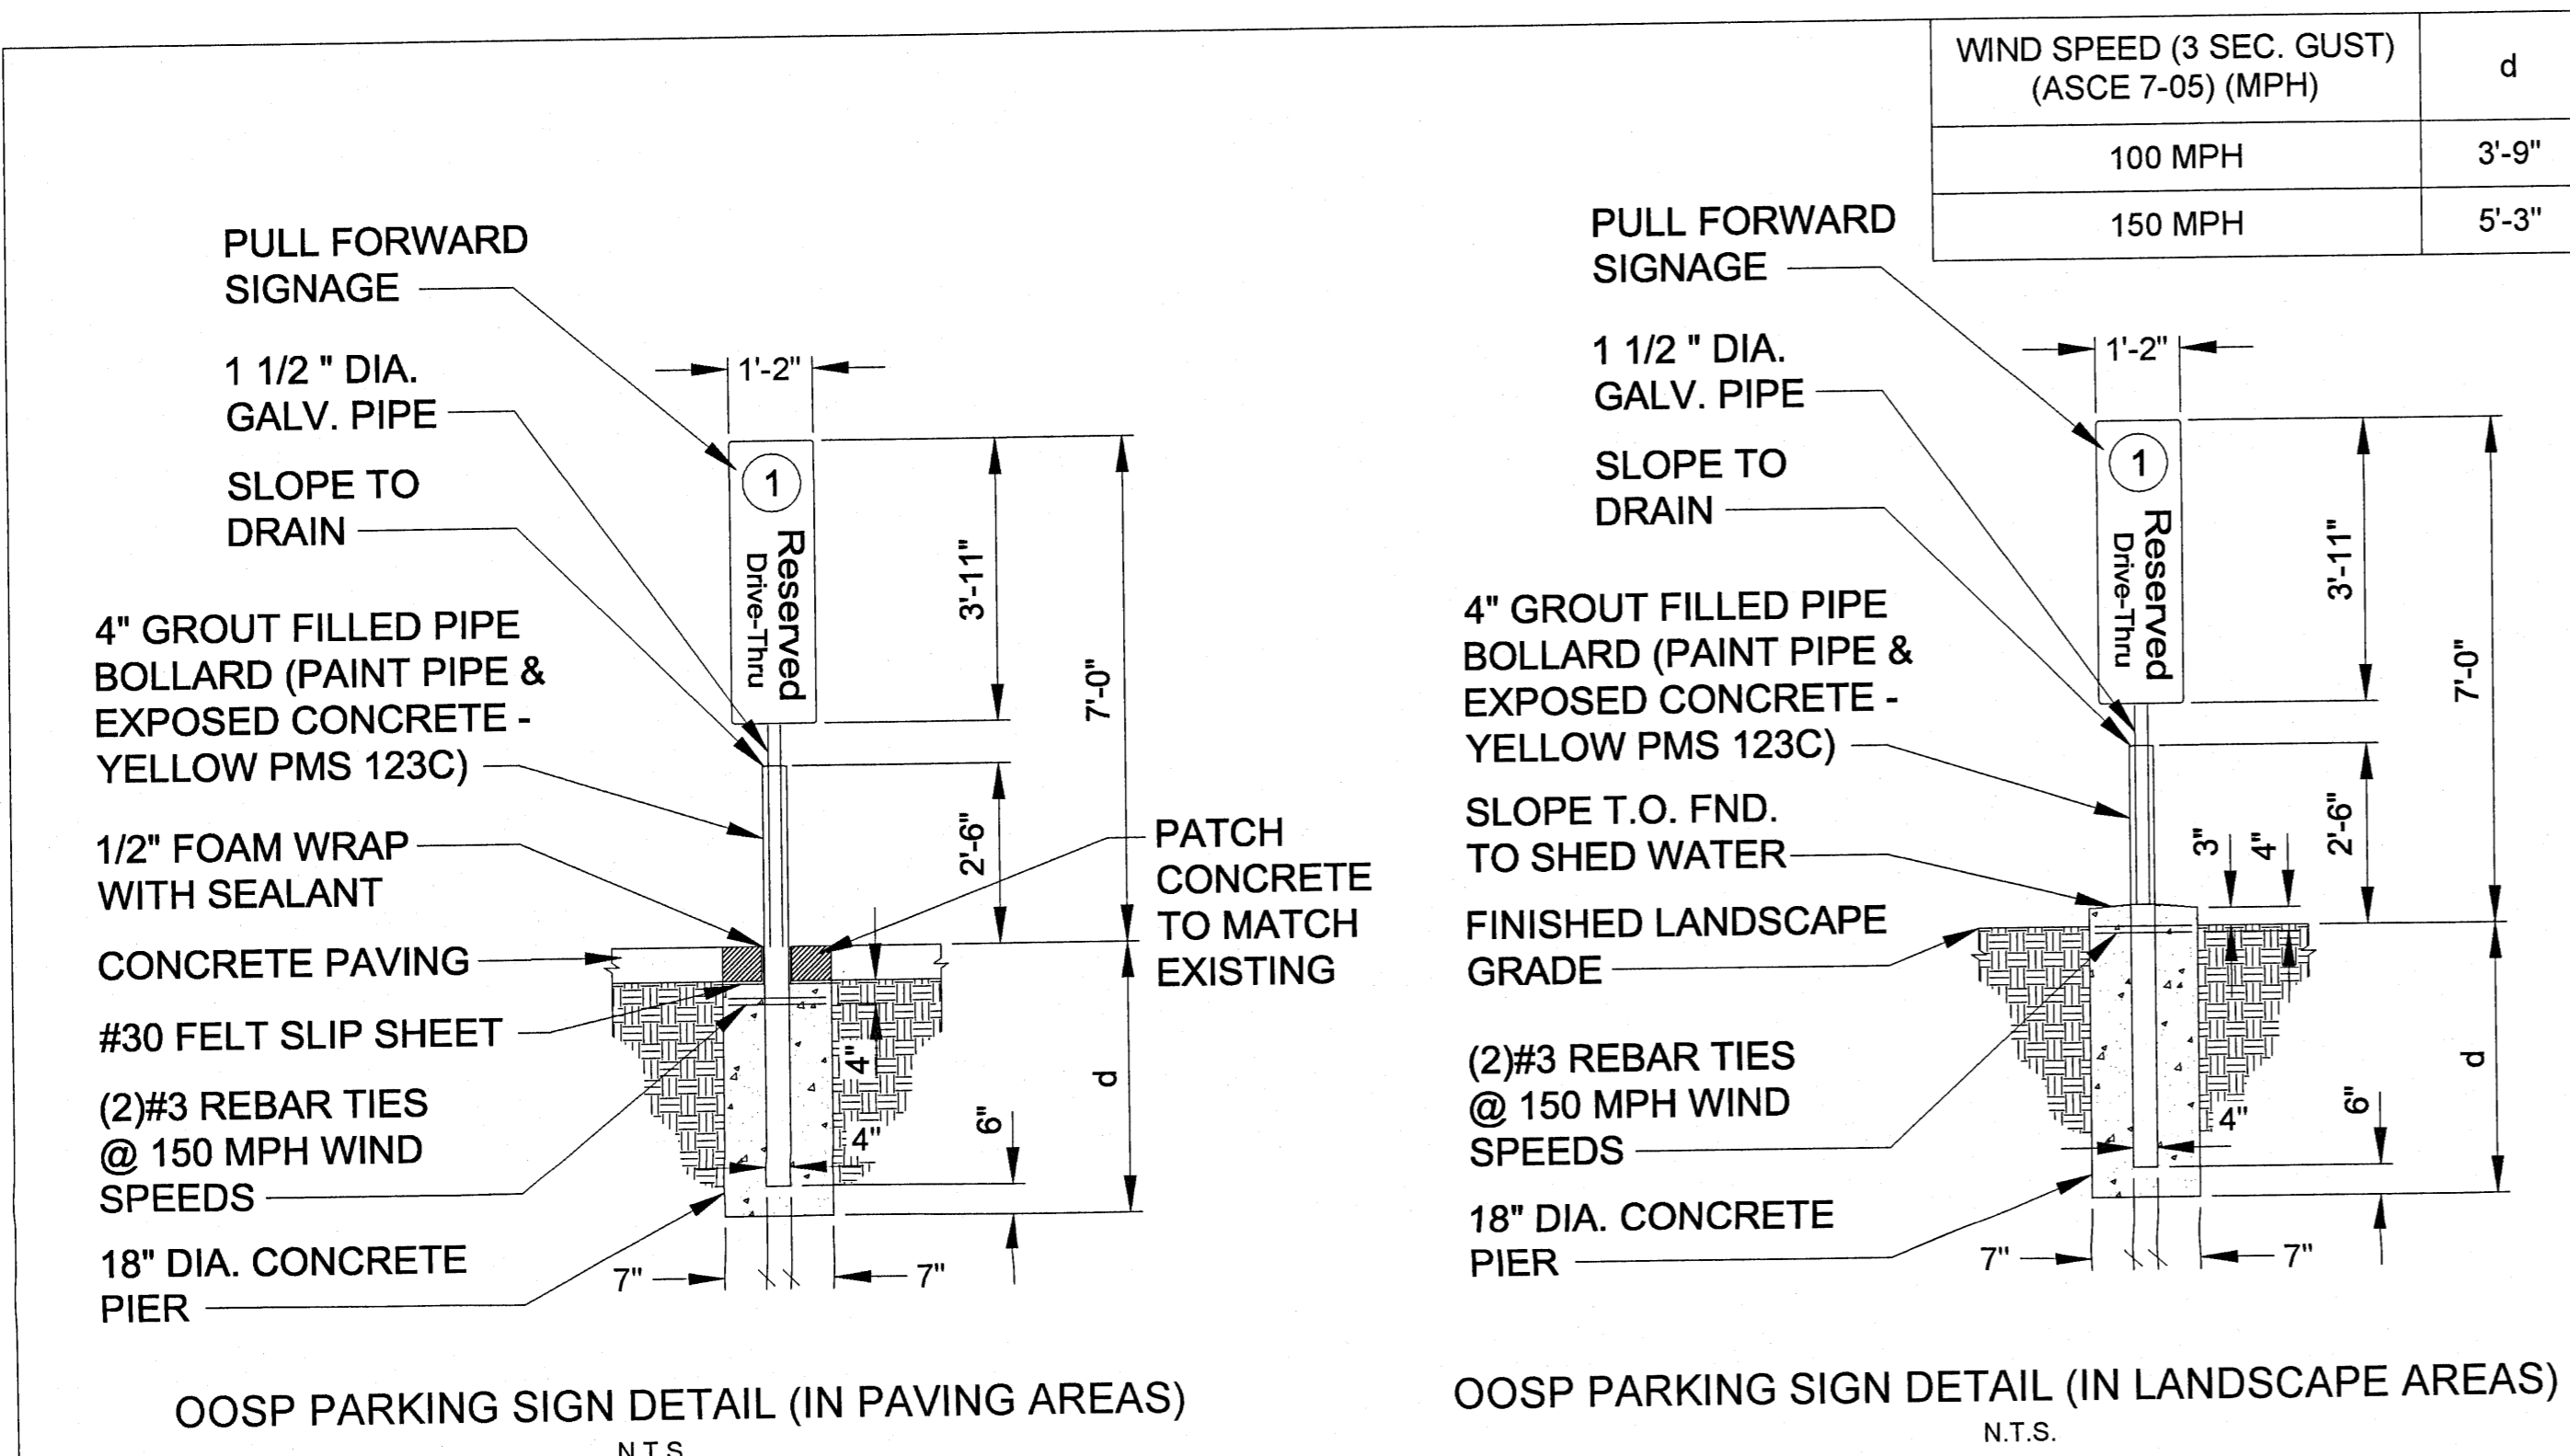 WIND SPEED (3 SEC. GUST)
(ASCE 7-05) (MPH)
d
100 MPH
3'-9"
150 MPH
5'-3"
PULL FORWARD
SIGNAGE
1 1/2 " DIA.
GALV. PIPE
SLOPE TO
DRAIN
4" GROUT FILLED PIPE
BOLLARD (PAINT PIPE &
EXPOSED CONCRETE -
YELLOW PMS 123C)
1/2" FOAM WRAP
WITH SEALANT
CONCRETE PAVING
#30 FELT SLIP SHEET
(2)#3 REBAR TIES
@ 150 MPH WIND
SPEEDS
18" DIA. CONCRETE
PIER
1'-2"
1
Reserved
Drive-Thru
3'-11"
7'-0"
2'-6"
PATCH
CONCRETE
TO MATCH
EXISTING
4"
d
4"
6"
7"
7"
OOSP PARKING SIGN DETAIL (IN PAVING AREAS)
N.T.S.
PULL FORWARD
SIGNAGE
1 1/2 " DIA.
GALV. PIPE
SLOPE TO
DRAIN
4" GROUT FILLED PIPE
BOLLARD (PAINT PIPE &
EXPOSED CONCRETE -
YELLOW PMS 123C)
SLOPE T.O. FND.
TO SHED WATER
FINISHED LANDSCAPE
GRADE
(2)#3 REBAR TIES
@ 150 MPH WIND
SPEEDS
18" DIA. CONCRETE
PIER
1'-2"
1
Reserved
Drive-Thru
3'-11"
7'-0"
2'-6"
3"
4"
d
6"
4"
7"
7"
OOSP PARKING SIGN DETAIL (IN LANDSCAPE AREAS)
N.T.S.